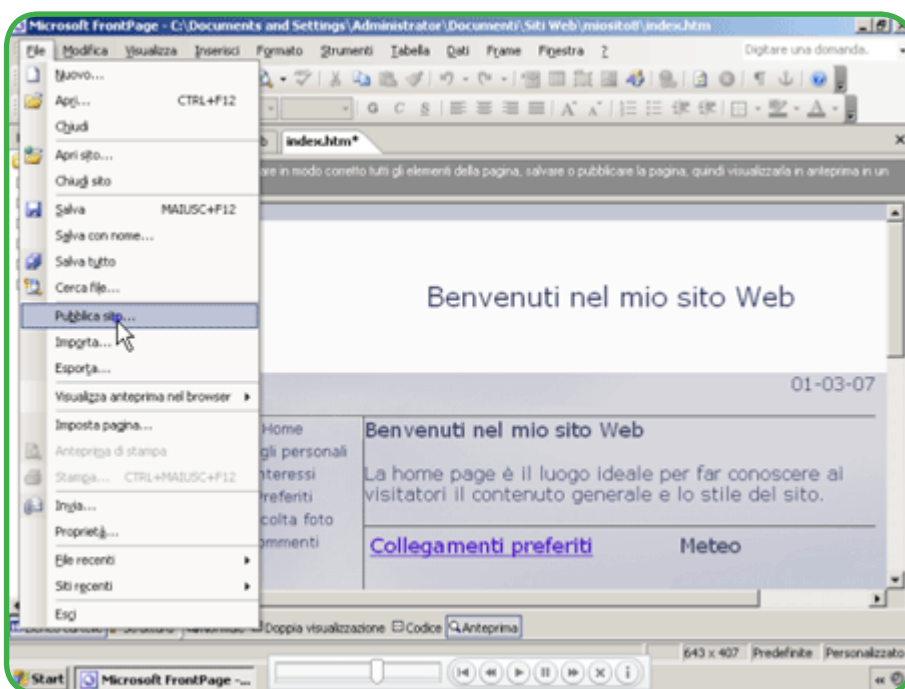 Microsoft FrontPage - C:\Documents and Settings\Administrator\Documenti\Siti Web\miosito8\index.htm
File Modifica Visualizza Inserisci Formato Strumenti Tabella Dati Frame Finestra ?
Digitare una domanda.
Nuovo...
Apri... CTRL+F12
Chiudi
Apri sito...
Chiudi sito
Salva MAIUSC+F12
Salva con nome...
Salva tutto
Cerca file...
Pubblica sito...
Importa...
Esporta...
Visualizza anteprima nel browser
Imposta pagina...
Anteprima di stampa
Stampa... CTRL+MAIUSC+F12
Invia...
Proprietà...
File recenti
Siti recenti
Esci
G C S
index.htm*
are in modo corretto tutti gli elementi della pagina, salvare o pubblicare la pagina, quindi visualizzarla in anteprima in un
Benvenuti nel mio sito Web
01-03-07
Home
gli personali
nteressi
referiti
colta foto
ommenti
Benvenuti nel mio sito Web
La home page è il luogo ideale per far conoscere ai
visitatori il contenuto generale e lo stile del sito.
Collegamenti preferiti
Meteo
Doppia visualizzazione Codice Anteprima
643 x 407 Predefinite Personalizzato
Start Microsoft FrontPage -...